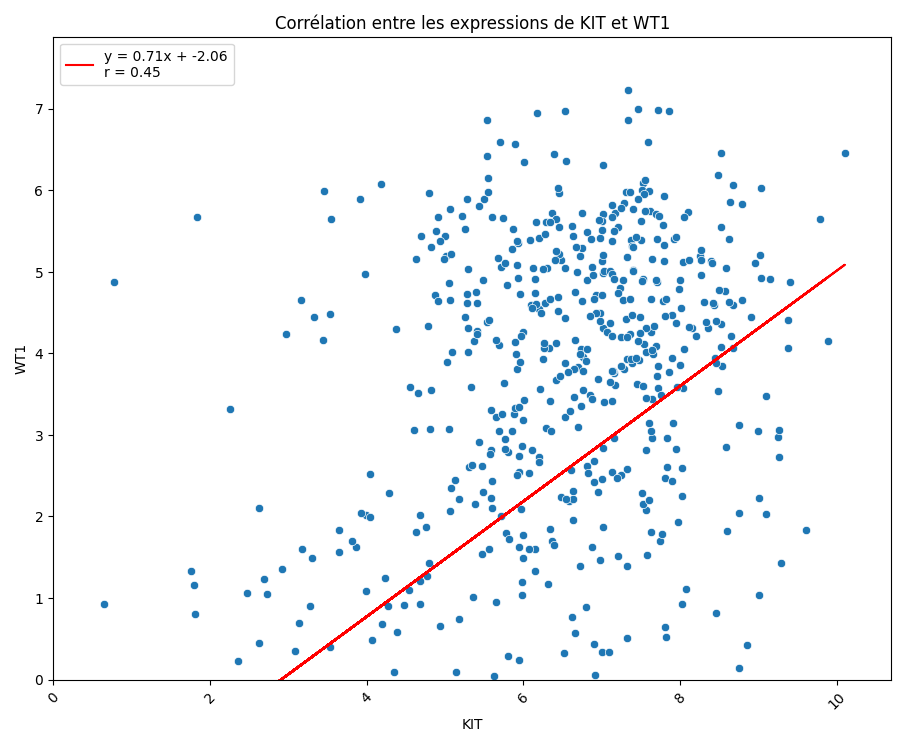 Corrélation entre les expressions de KIT et WT1
y = 0.71x + -2.06
r = 0.45
WT1
7
6
5
4
3
2
1
0
0 2 4 6 8 10
KIT